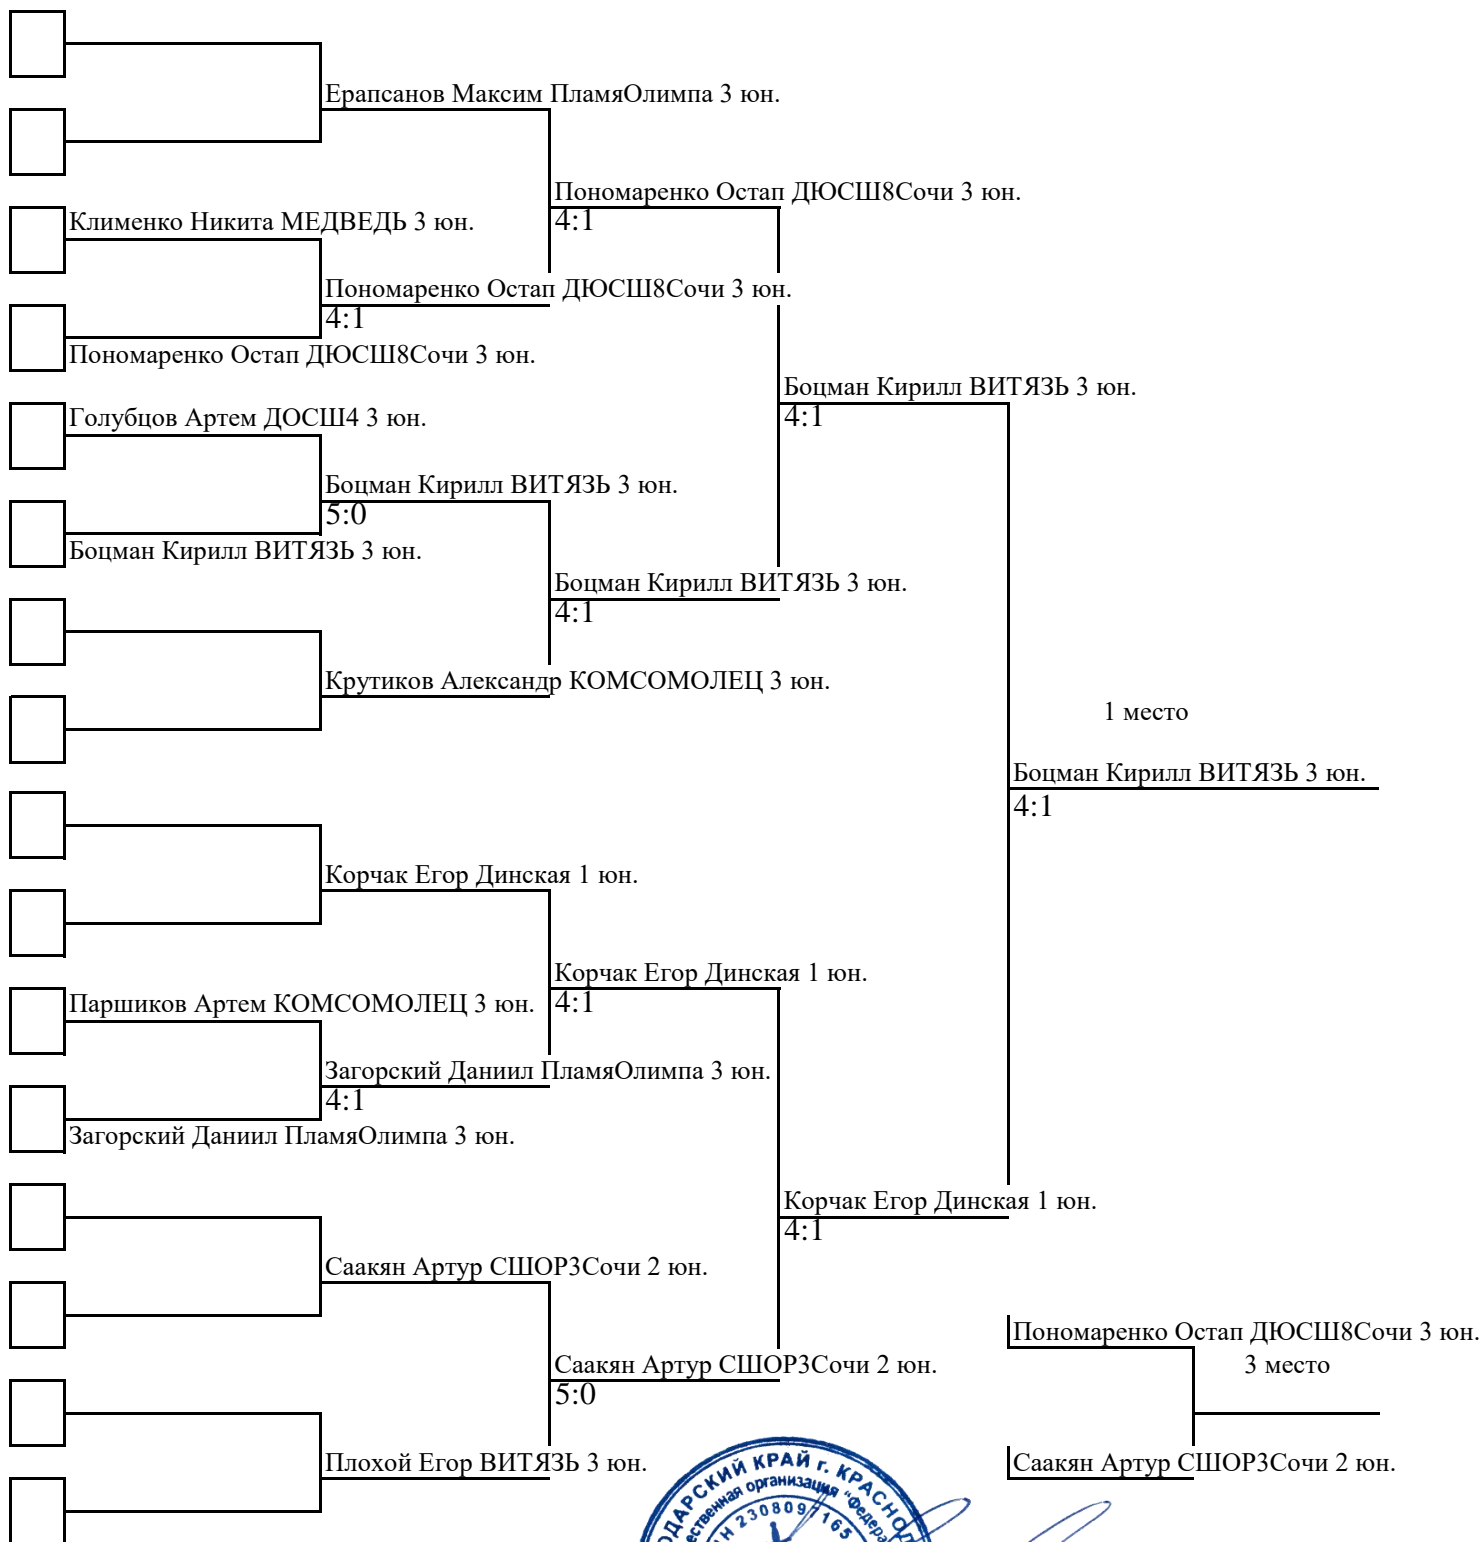 Ерапсанов Максим ПламяОлимпа 3 юн.
Пономаренко Остап ДЮСШ8Сочи 3 юн.
4:1
Клименко Никита МЕДВЕДЬ 3 юн.
Пономаренко Остап ДЮСШ8Сочи 3 юн.
4:1
Пономаренко Остап ДЮСШ8Сочи 3 юн.
Боцман Кирилл ВИТЯЗЬ 3 юн.
4:1
Голубцов Артем ДОСШ4 3 юн.
Боцман Кирилл ВИТЯЗЬ 3 юн.
5:0
Боцман Кирилл ВИТЯЗЬ 3 юн.
Боцман Кирилл ВИТЯЗЬ 3 юн.
4:1
Крутиков Александр КОМСОМОЛЕЦ 3 юн.
1 место
Боцман Кирилл ВИТЯЗЬ 3 юн.
4:1
Корчак Егор Динская 1 юн.
Корчак Егор Динская 1 юн.
4:1
Паршиков Артем КОМСОМОЛЕЦ 3 юн.
Загорский Даниил ПламяОлимпа 3 юн.
4:1
Загорский Даниил ПламяОлимпа 3 юн.
Корчак Егор Динская 1 юн.
4:1
Саакян Артур СШОР3Сочи 2 юн.
Пономаренко Остап ДЮСШ8Сочи 3 юн.
3 место
Саакян Артур СШОР3Сочи 2 юн.
5:0
Плохой Егор ВИТЯЗЬ 3 юн.
Саакян Артур СШОР3Сочи 2 юн.
КРАЙ г.
организация
2308097165